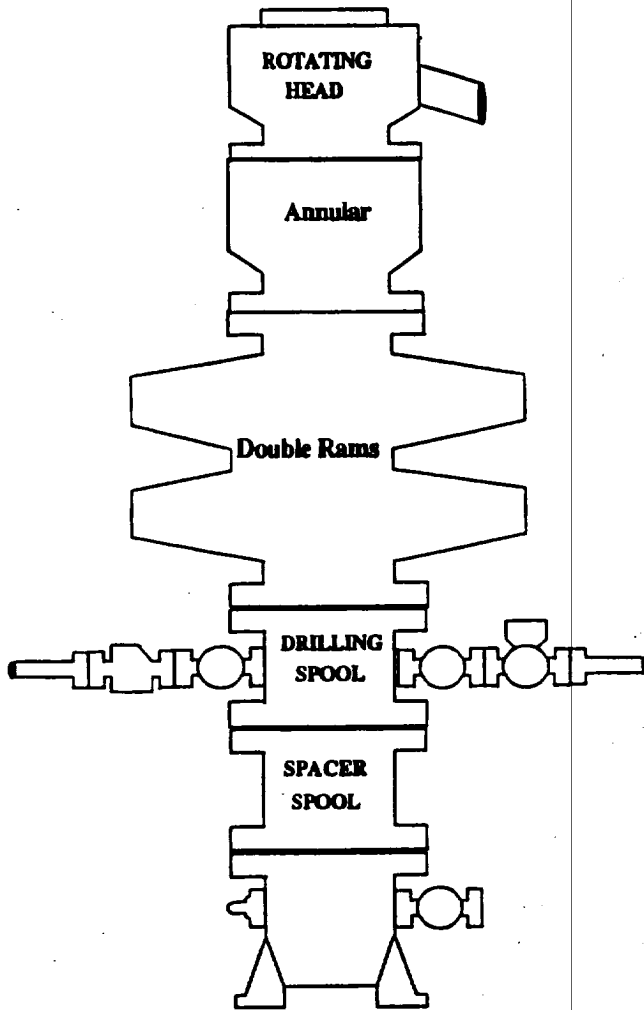 ROTATING
HEAD
Annular
Double Rams
DRILLING
SPOOL
SPACER
SPOOL